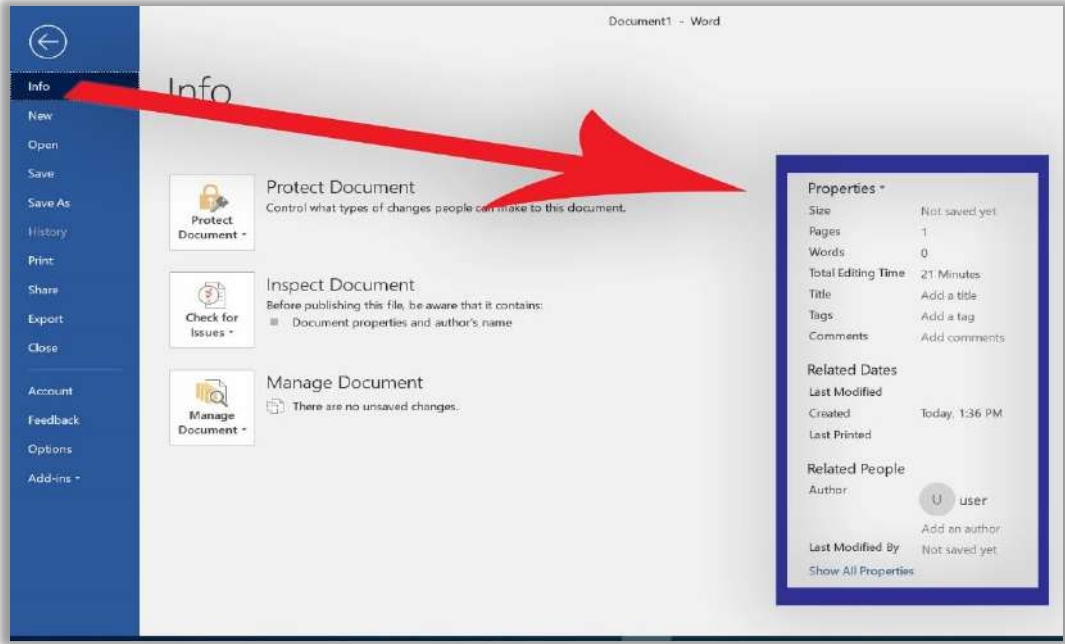 Document1 - Word
Info
New
Open
Save
Save As
History
Print
Share
Export
Close
Account
Feedback
Options
Add-ins
Info
Protect Document
Control what types of changes people can make to this document.
Protect
Document
Inspect Document
Before publishing this file, be aware that it contains:
Document properties and author's name
Check for
Issues
Manage Document
There are no unsaved changes.
Manage
Document
Properties
Size Not saved yet
Pages 1
Words 0
Total Editing Time 21 Minutes
Title Add a title
Tags Add a tag
Comments Add comments
Related Dates
Last Modified
Created Today, 1:36 PM
Last Printed
Related People
Author U user
Add an author
Last Modified By Not saved yet
Show All Properties